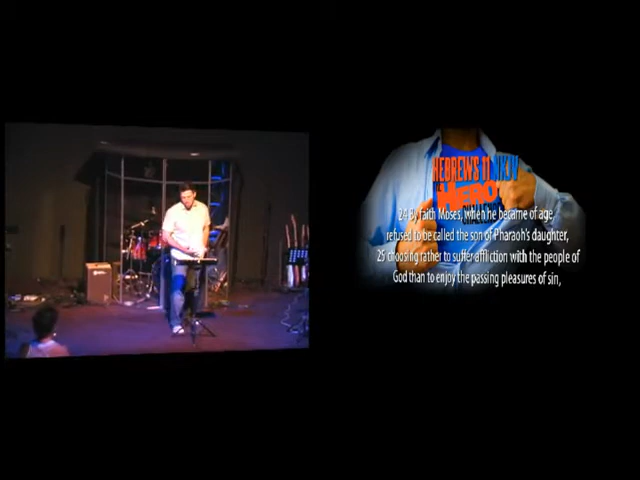 HEBREWS 11 NKJV
HERO
24 By faith Moses, when he became of age,
refused to be called the son of Pharaoh's daughter,
25 choosing rather to suffer affliction with the people of
God than to enjoy the passing pleasures of sin,